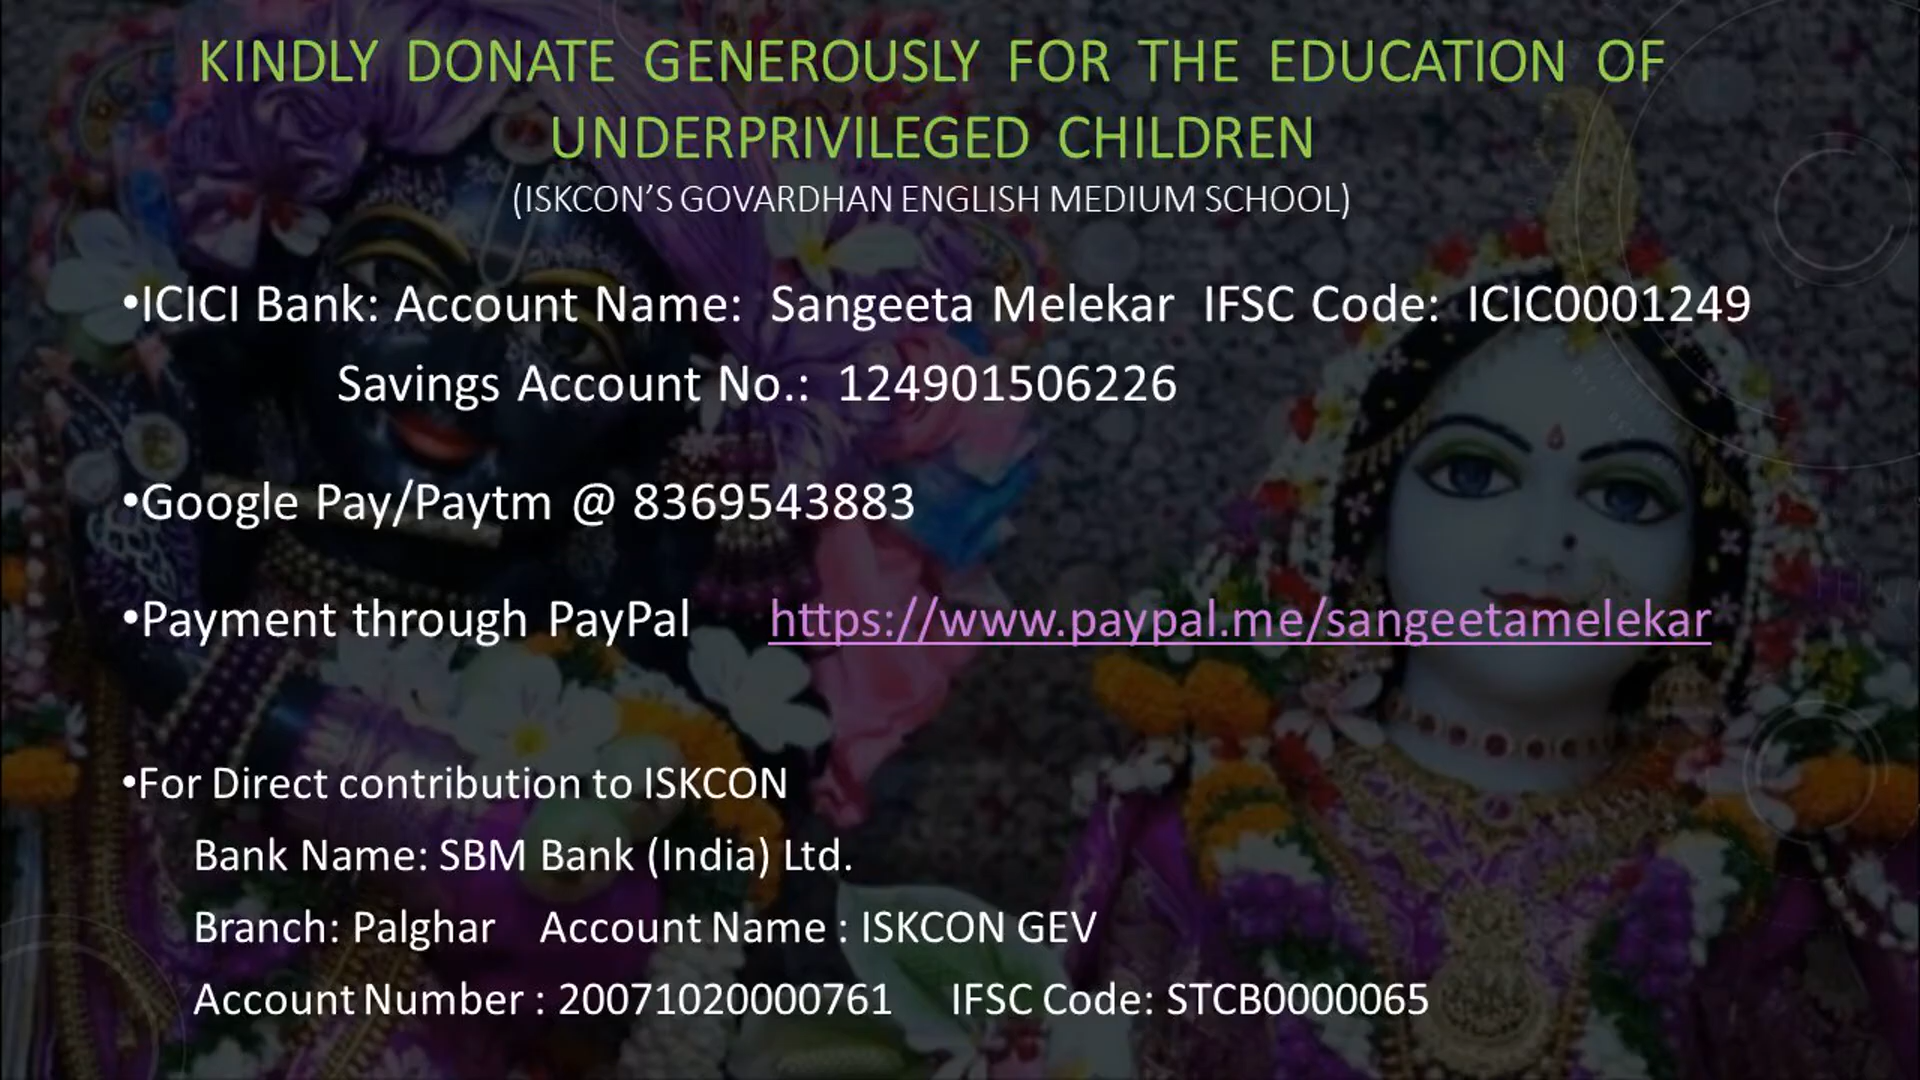 KINDLY DONATE GENEROUSLY FOR THE EDUCATION OF
UNDERPRIVILEGED CHILDREN
(ISKCON’S GOVARDHAN ENGLISH MEDIUM SCHOOL)
•ICICI Bank: Account Name: Sangeeta Melekar IFSC Code: ICIC0001249
Savings Account No.: 124901506226
•Google Pay/Paytm @ 8369543883
•Payment through PayPal https://www.paypal.me/sangeetamelekar
•For Direct contribution to ISKCON
Bank Name: SBM Bank (India) Ltd.
Branch: Palghar Account Name : ISKCON GEV
Account Number : 20071020000761 IFSC Code: STCB0000065